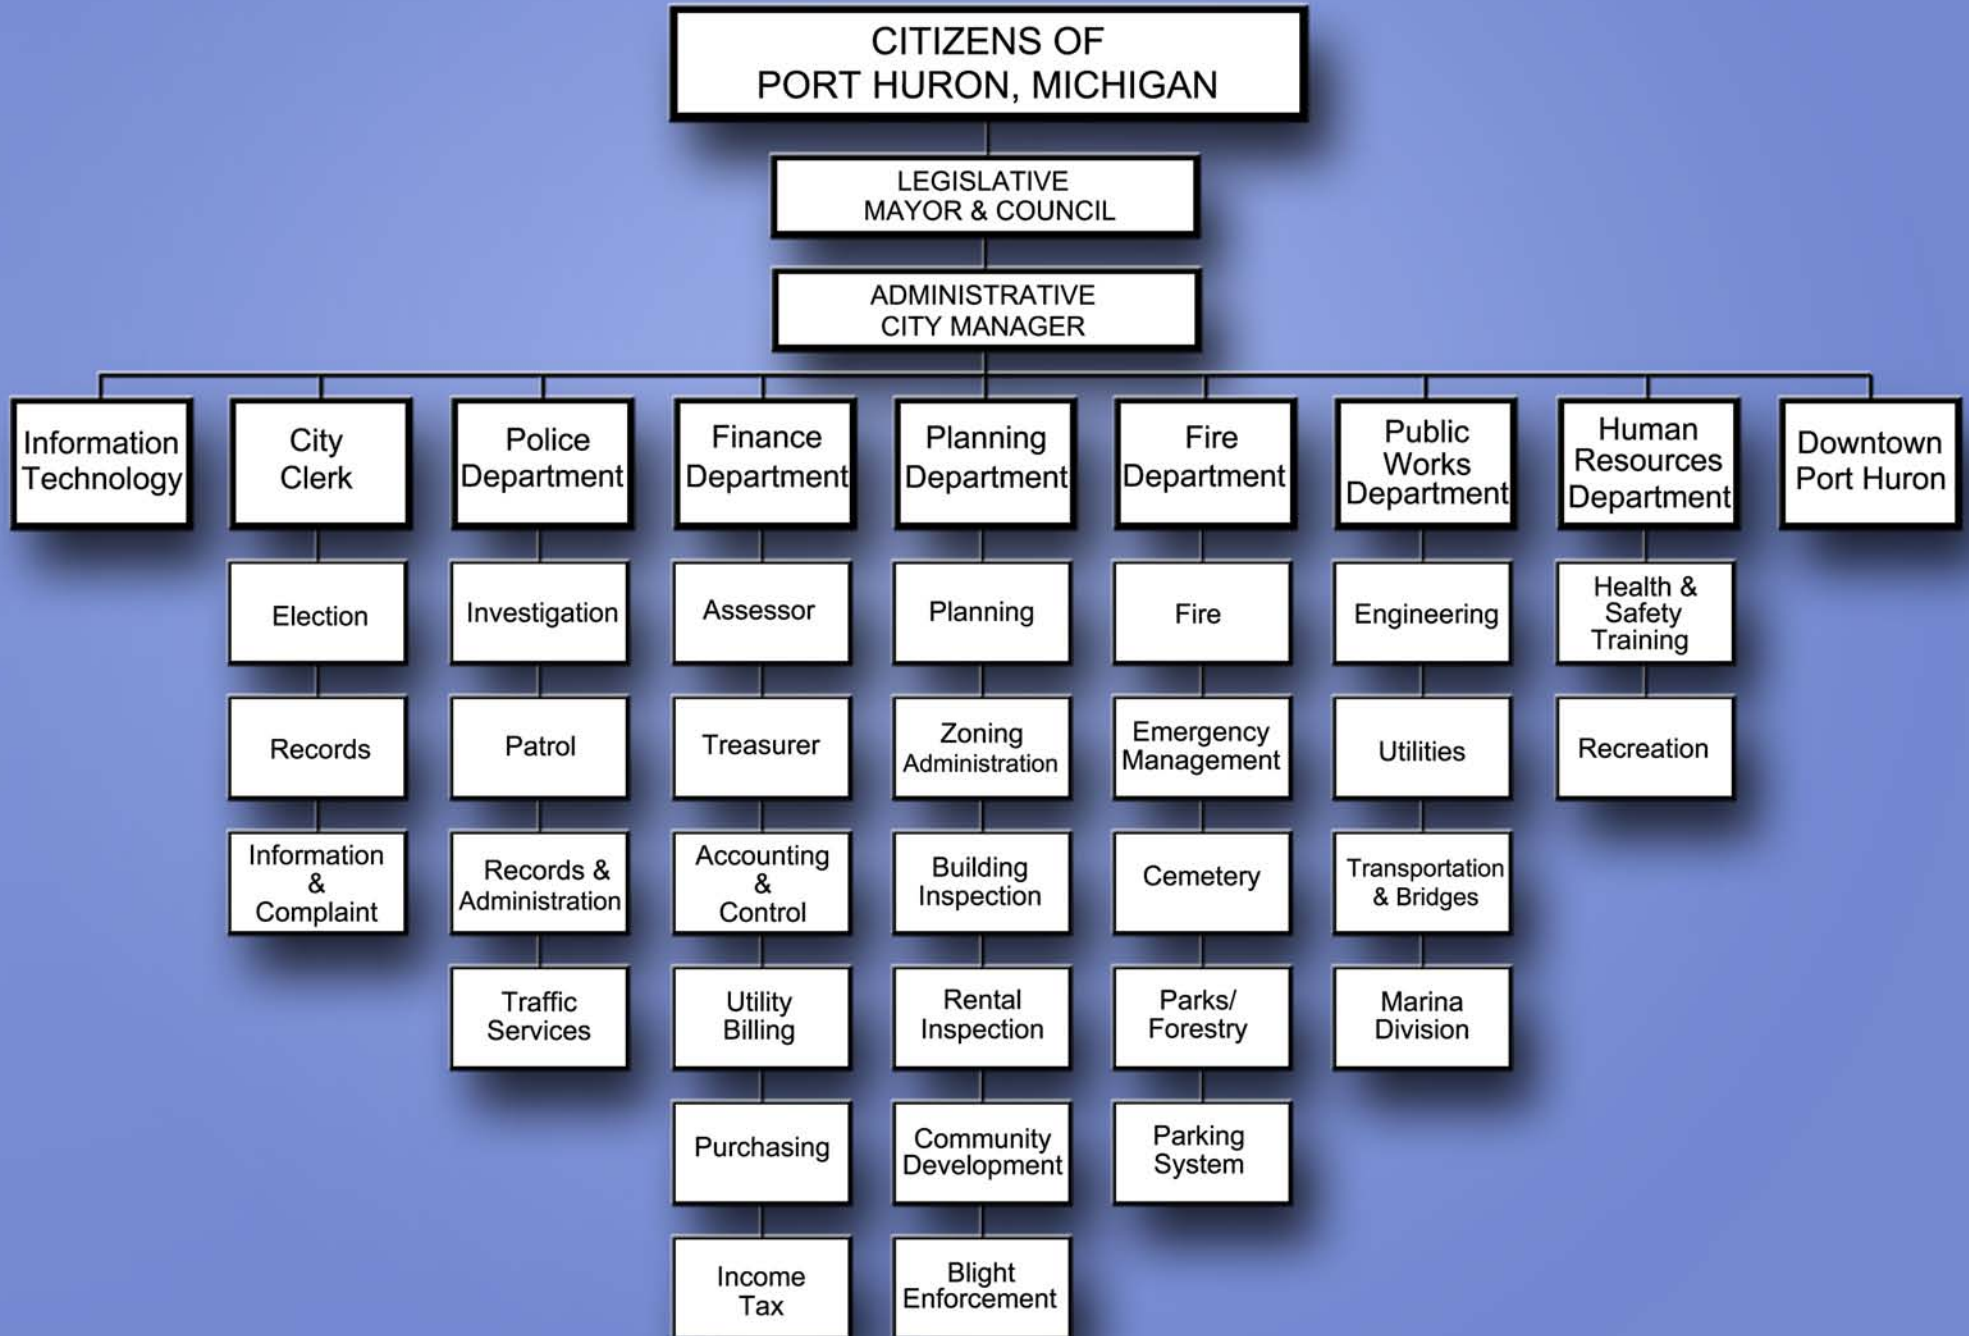 CITIZENS OF
PORT HURON, MICHIGAN
LEGISLATIVE
MAYOR & COUNCIL
ADMINISTRATIVE
CITY MANAGER
Information
Technology
City
Clerk
Police
Department
Finance
Department
Planning
Department
Fire
Department
Public
Works
Department
Human
Resources
Department
Downtown
Port Huron
Election
Investigation
Assessor
Planning
Fire
Engineering
Health &
Safety
Training
Records
Patrol
Treasurer
Zoning
Administration
Emergency
Management
Utilities
Recreation
Information
&
Complaint
Records &
Administration
Accounting
&
Control
Building
Inspection
Cemetery
Transportation
& Bridges
Traffic
Services
Utility
Billing
Rental
Inspection
Parks/
Forestry
Marina
Division
Purchasing
Community
Development
Parking
System
Income
Tax
Blight
Enforcement